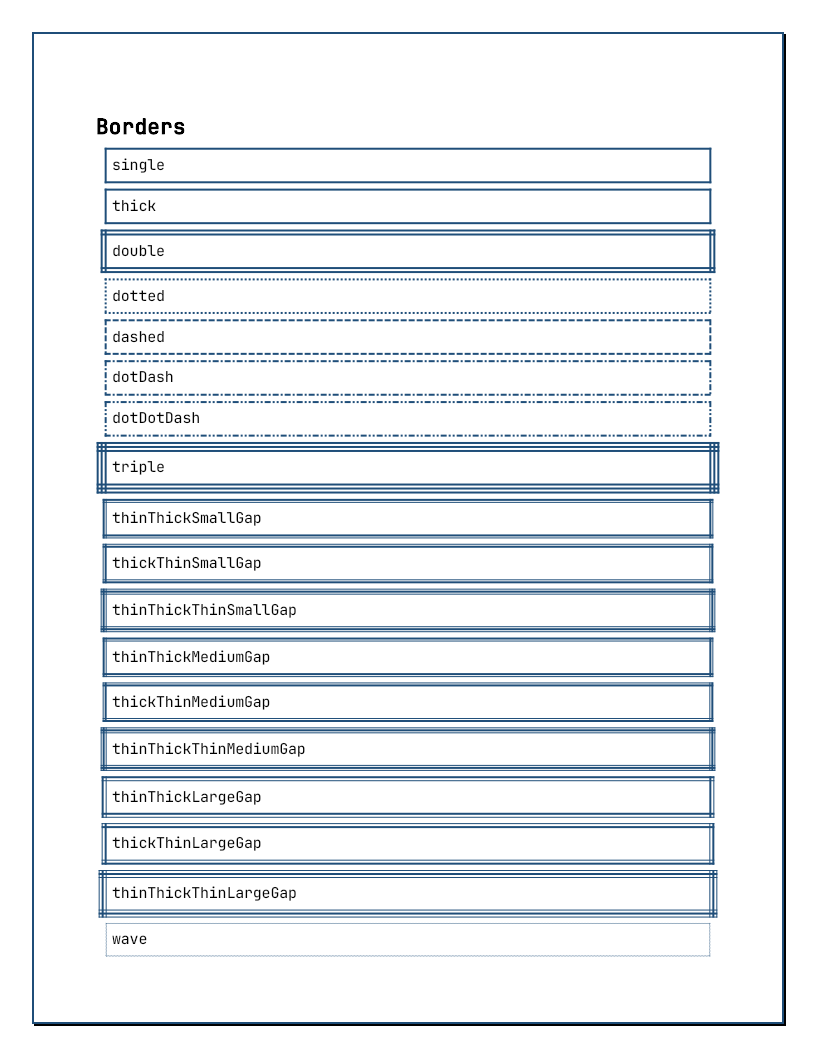 Borders
single
thick
double
dotted
dashed
dotDash
dotDotDash
triple
thinThickSmallGap
thickThinSmallGap
thinThickThinSmallGap
thinThickMediumGap
thickThinMediumGap
thinThickThinMediumGap
thinThickLargeGap
thickThinLargeGap
thinThickThinLargeGap
wave